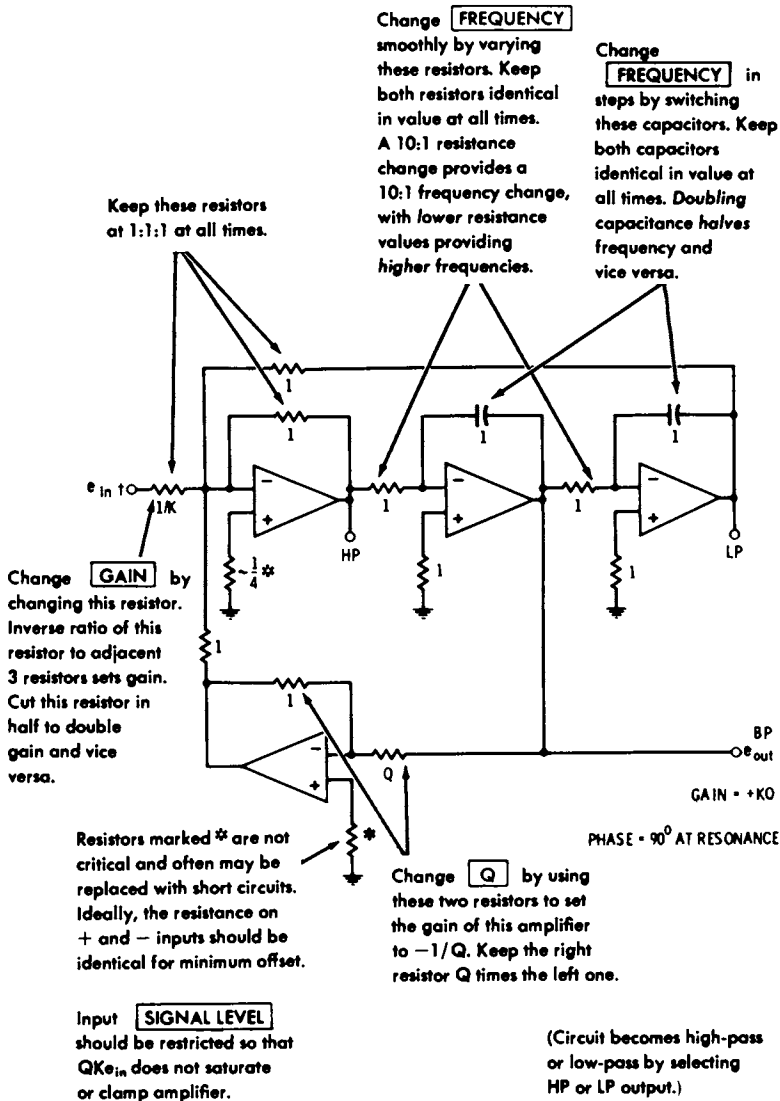 Change FREQUENCY
smoothly by varying
these resistors. Keep
both resistors identical
in value at all times.
A 10:1 resistance
change provides a
10:1 frequency change,
with lower resistance
values providing
higher frequencies.
Change
FREQUENCY in
steps by switching
these capacitors. Keep
both capacitors
identical in value at
all times. Doubling
capacitance halves
frequency and
vice versa.
Keep these resistors
at 1:1:1 at all times.
1
1
1
1
e in †
1/K
−
+
1
−
+
1
−
+
HP
LP
~1/4 *
1
1
Change GAIN by
changing this resistor.
Inverse ratio of this
resistor to adjacent
3 resistors sets gain.
Cut this resistor in
half to double
gain and vice
versa.
1
1
−
+
Q
*
BP
e out
GAIN = +KO
PHASE = 90° AT RESONANCE
Resistors marked * are not
critical and often may be
replaced with short circuits.
Ideally, the resistance on
+ and − inputs should be
identical for minimum offset.
Change Q by using
these two resistors to set
the gain of this amplifier
to −1/Q. Keep the right
resistor Q times the left one.
Input SIGNAL LEVEL
should be restricted so that
QKein does not saturate
or clamp amplifier.
(Circuit becomes high-pass
or low-pass by selecting
HP or LP output.)